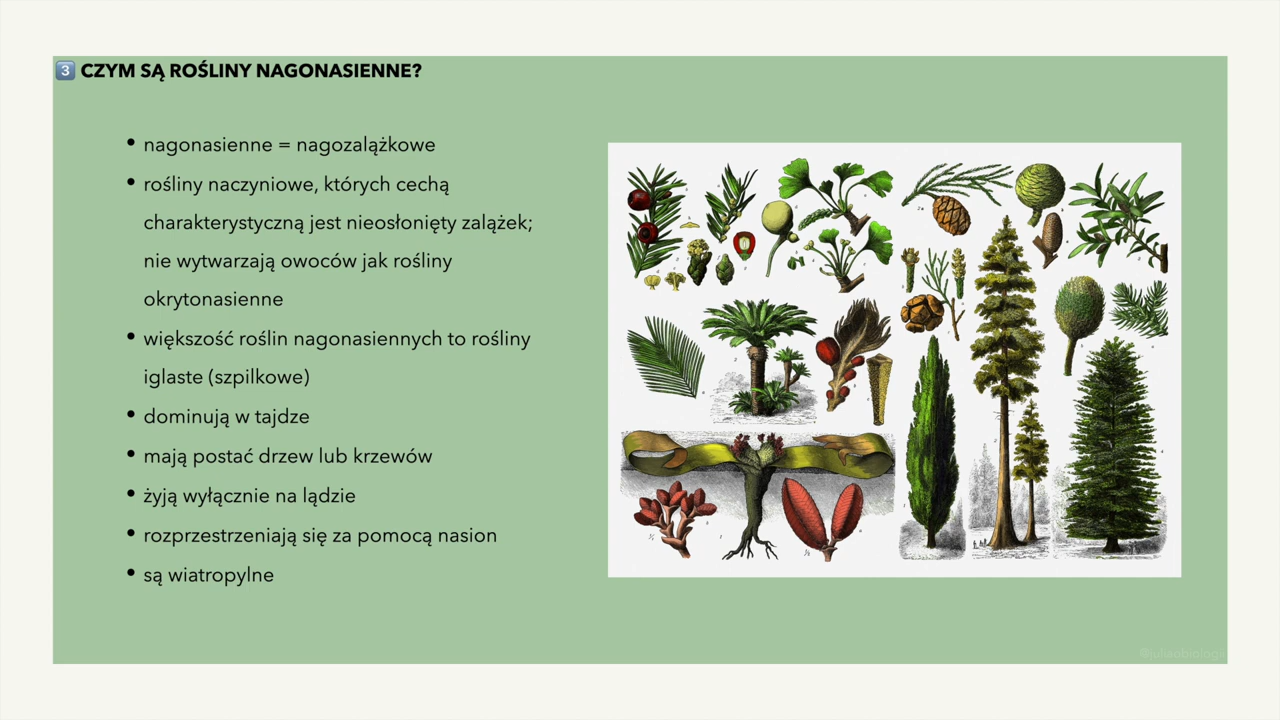 3 CZYM SĄ ROŚLINY NAGONASIENNE?
• nagonasienne = nagozalążkowe
• rośliny naczyniowe, których cechą
charakterystyczną jest nieosłonięty zalążek;
nie wytwarzają owoców jak rośliny
okrytonasienne
• większość roślin nagonasiennych to rośliny
iglaste (szpilkowe)
• dominują w tajdze
• mają postać drzew lub krzewów
• żyją wyłącznie na lądzie
• rozprzestrzeniają się za pomocą nasion
• są wiatropylne